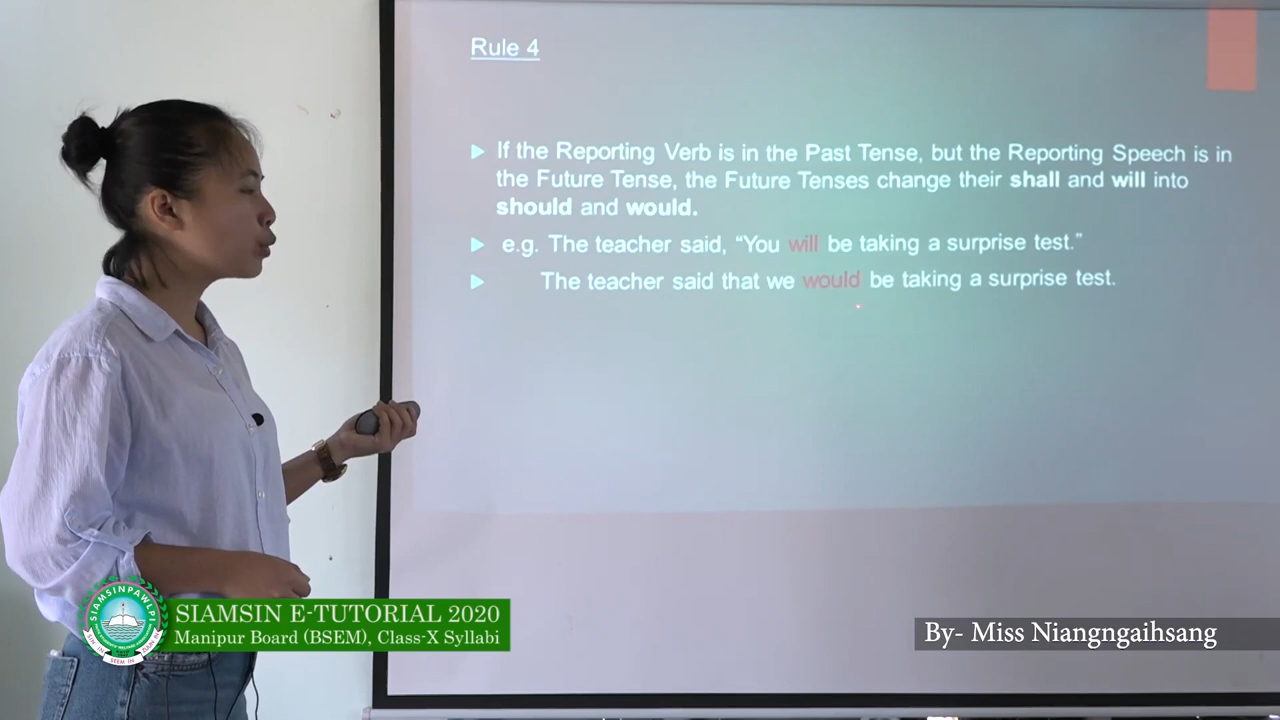 Rule 4
If the Reporting Verb is in the Past Tense, but the Reporting Speech is in
the Future Tense, the Future Tenses change their shall and will into
should and would.
e.g. The teacher said, “You will be taking a surprise test.”
The teacher said that we would be taking a surprise test.
SIAMSINPAWLPI
SEEM IN
SIAMSIN E-TUTORIAL 2020
Manipur Board (BSEM), Class-X Syllabi
By- Miss Niangngaihsang